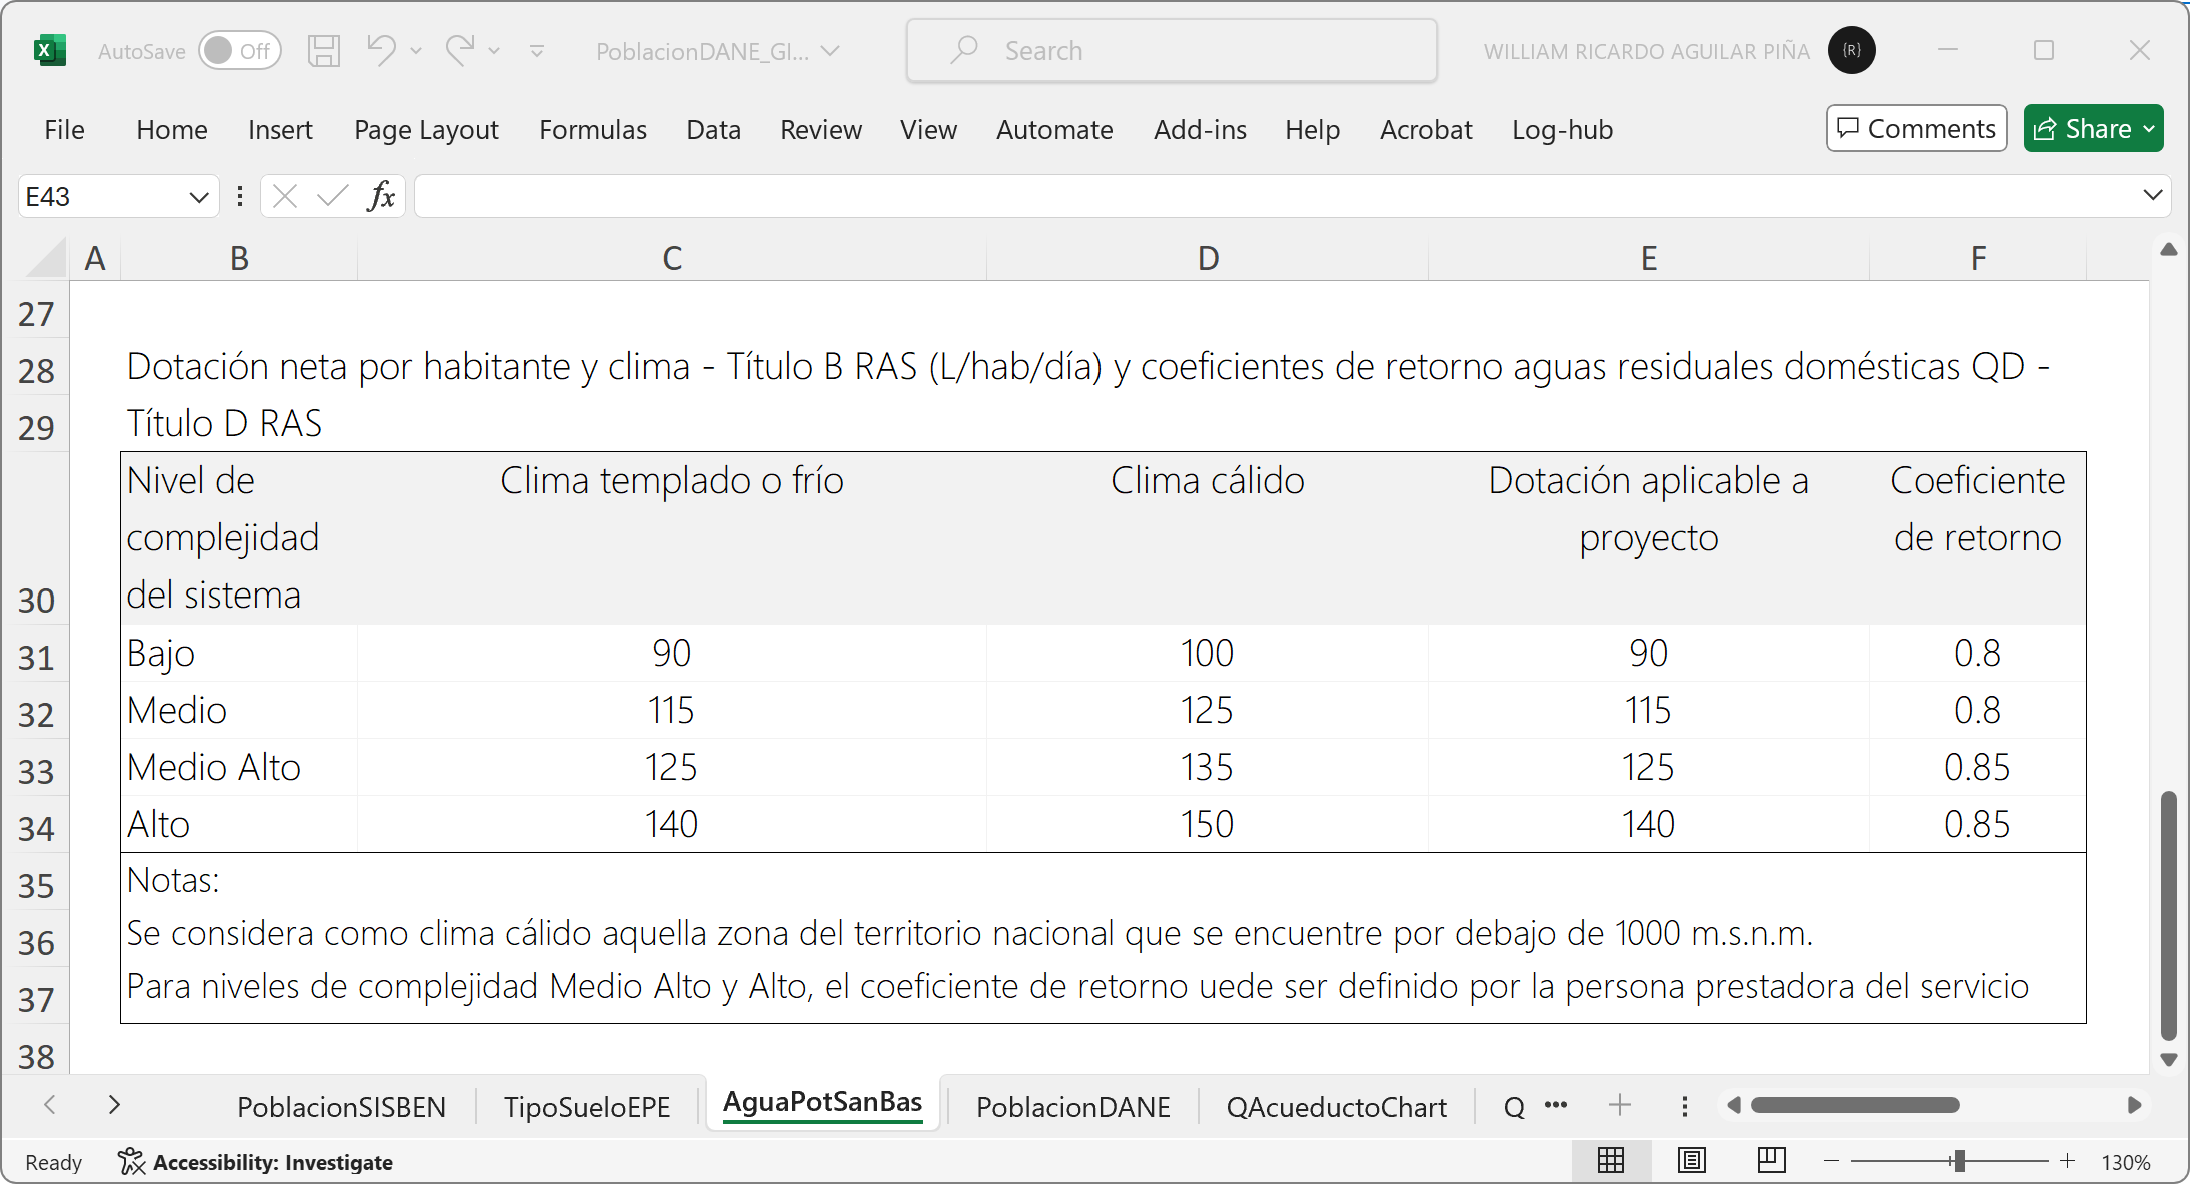 AutoSave Off PoblacionDANE_GI... Search WILLIAM RICARDO AGUILAR PIÑA {R}
File Home Insert Page Layout Formulas Data Review View Automate Add-ins Help Acrobat Log-hub Comments Share
E43 fx
A B C D E F
27
28 Dotación neta por habitante y clima - Título B RAS (L/hab/día) y coeficientes de retorno aguas residuales domésticas QD -
29 Título D RAS
Nivel de Clima templado o frío Clima cálido Dotación aplicable a Coeficiente
complejidad proyecto de retorno
30 del sistema
31 Bajo 90 100 90 0.8
32 Medio 115 125 115 0.8
33 Medio Alto 125 135 125 0.85
34 Alto 140 150 140 0.85
35 Notas:
36 Se considera como clima cálido aquella zona del territorio nacional que se encuentre por debajo de 1000 m.s.n.m.
37 Para niveles de complejidad Medio Alto y Alto, el coeficiente de retorno uede ser definido por la persona prestadora del servicio
38
PoblacionSISBEN TipoSueloEPE AguaPotSanBas PoblacionDANE QAcueductoChart Q ...
Ready Accessibility: Investigate 130%